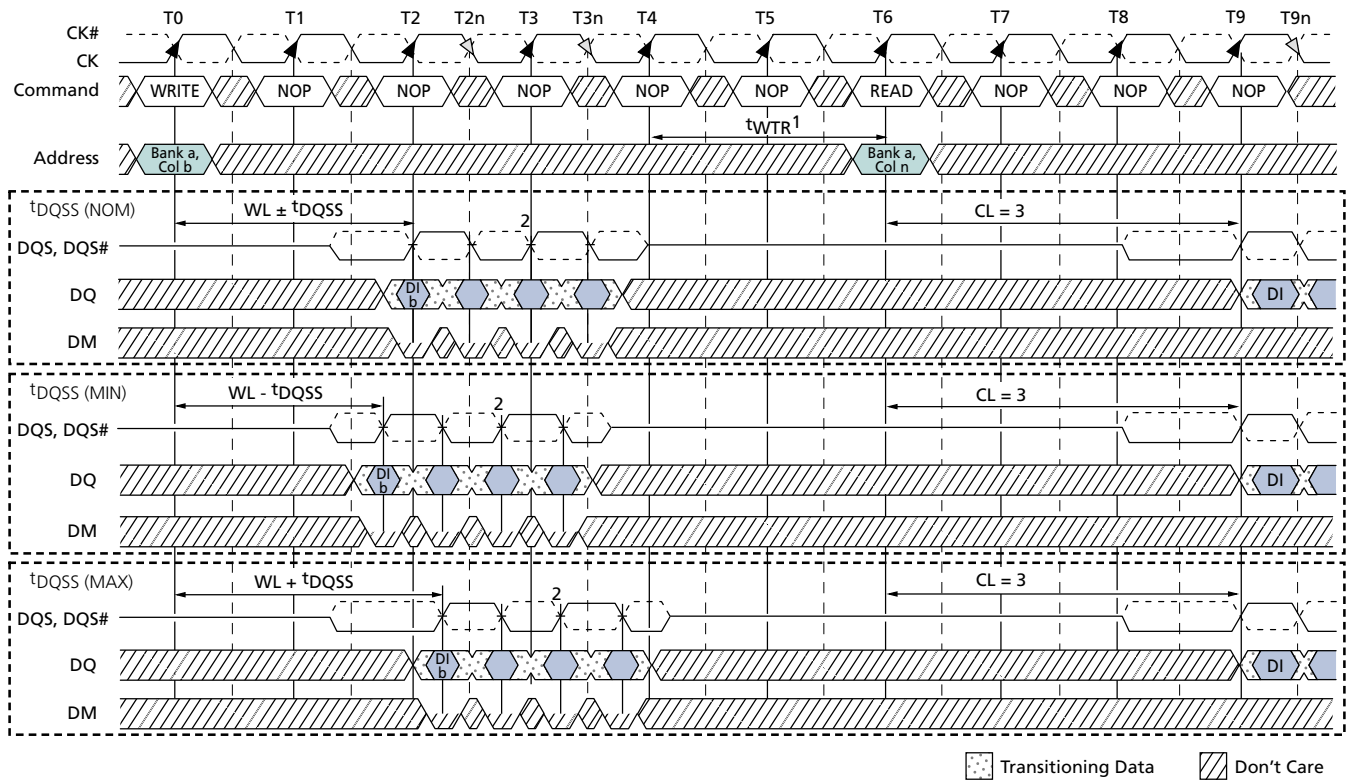 T0 T1 T2 T2n T3 T3n T4 T5 T6 T7 T8 T9 T9n
CK#
CK
Command WRITE NOP NOP NOP NOP NOP READ NOP NOP NOP
tWTR1
Address Bank a, Col b Bank a, Col n
tDQSS (NOM) WL ± tDQSS 2 CL = 3
DQS, DQS#
DQ DI b DI
DM
tDQSS (MIN) WL - tDQSS 2 CL = 3
DQS, DQS#
DQ DI b DI
DM
tDQSS (MAX) WL + tDQSS 2 CL = 3
DQS, DQS#
DQ DI b DI
DM
Transitioning Data Don't Care